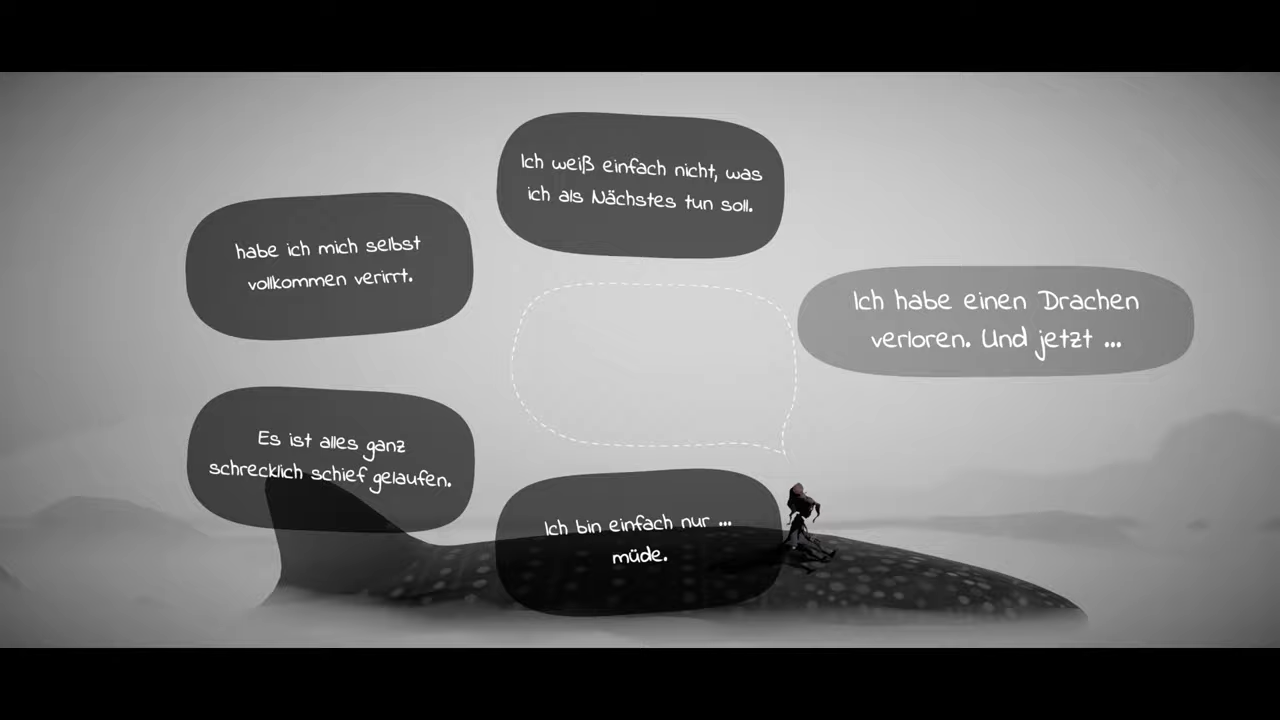 Ich weiß einfach nicht, was
ich als Nächstes tun soll.
habe ich mich selbst
vollkommen verirrt.
Ich habe einen Drachen
verloren. Und jetzt ...
Es ist alles ganz
schrecklich schief gelaufen.
Ich bin einfach nur ...
müde.